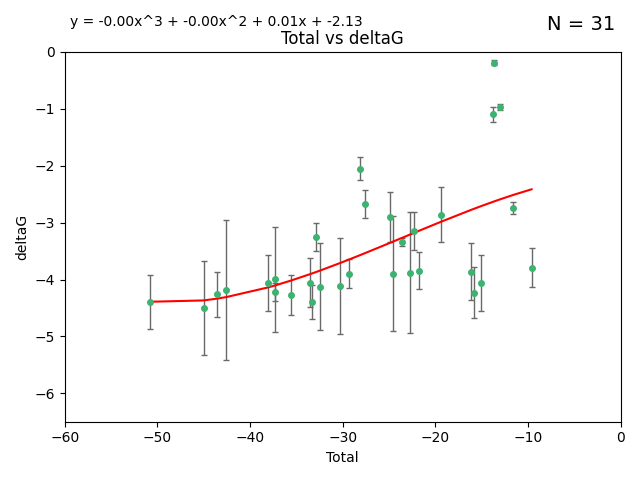 y = -0.00x^3 + -0.00x^2 + 0.01x + -2.13
N = 31
Total vs deltaG
0
−1
−2
−3
−4
−5
−6
deltaG
−60 −50 −40 −30 −20 −10 0
Total